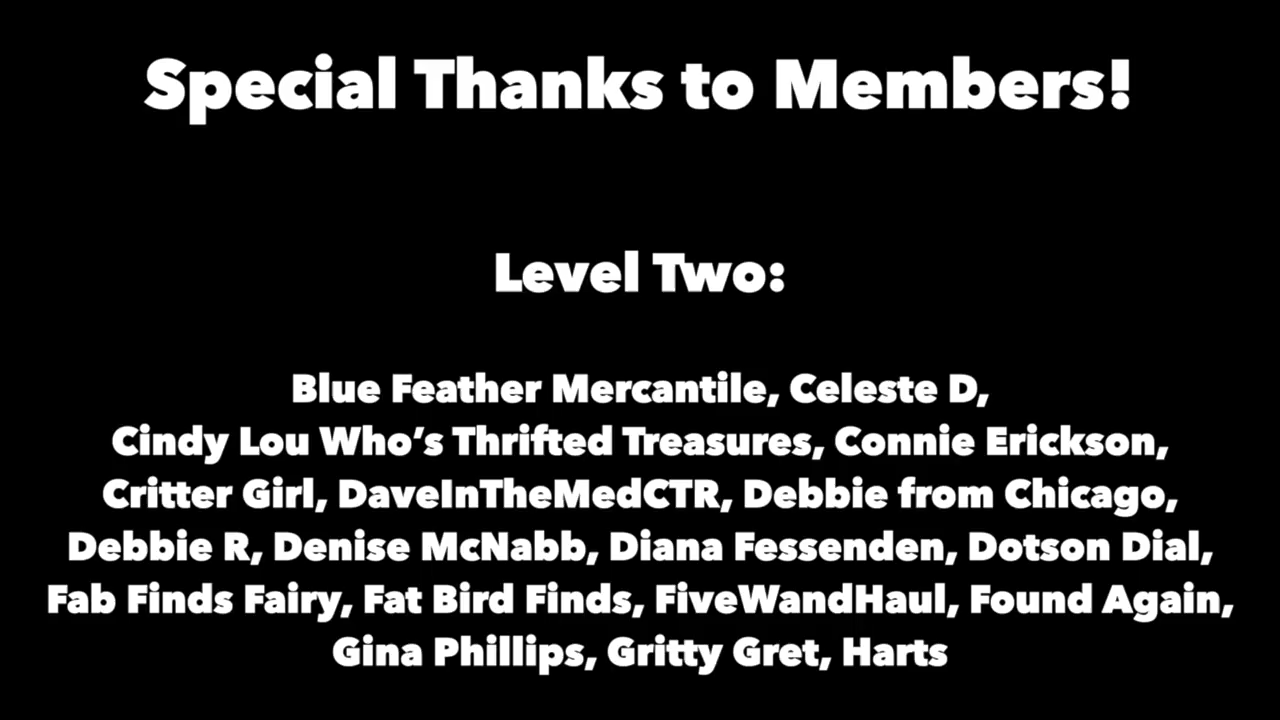 Special Thanks to Members!
Level Two:
Blue Feather Mercantile, Celeste D,
Cindy Lou Who’s Thrifted Treasures, Connie Erickson,
Critter Girl, DaveInTheMedCTR, Debbie from Chicago,
Debbie R, Denise McNabb, Diana Fessenden, Dotson Dial,
Fab Finds Fairy, Fat Bird Finds, FiveWandHaul, Found Again,
Gina Phillips, Gritty Gret, Harts